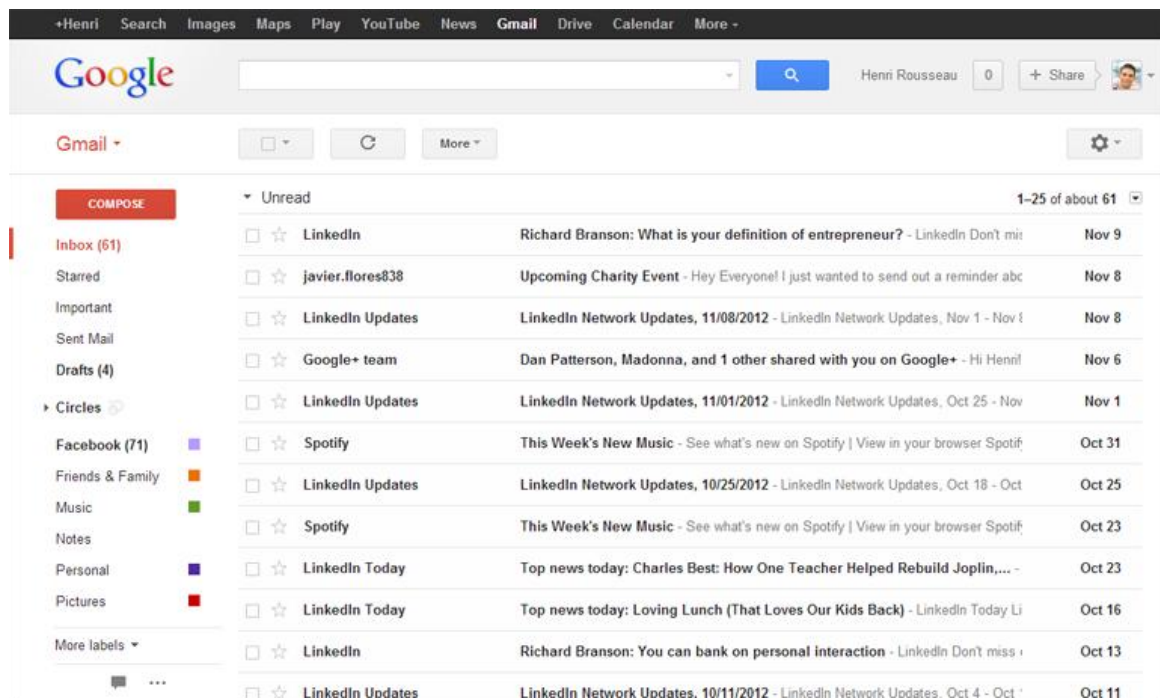 +Henri Search Images Maps Play YouTube News Gmail Drive Calendar More
Google
Henri Rousseau 0 + Share
Gmail
More
COMPOSE
Inbox (61)
Starred
Important
Sent Mail
Drafts (4)
Circles
Facebook (71)
Friends & Family
Music
Notes
Personal
Pictures
More labels
Unread 1–25 of about 61
LinkedIn Richard Branson: What is your definition of entrepreneur? - LinkedIn Don't Nov 9
javier.flores838 Upcoming Charity Event - Hey Everyone! I just wanted to send out a reminder Nov 8
LinkedIn Updates LinkedIn Network Updates, 11/08/2012 - LinkedIn Network Updates, Nov 1 - Nov Nov 8
Google+ team Dan Patterson, Madonna, and 1 other shared with you on Google+ - Hi Henri! Nov 6
LinkedIn Updates LinkedIn Network Updates, 11/01/2012 - LinkedIn Network Updates, Oct 25 - Nov Nov 1
Spotify This Week's New Music - See what's new on Spotify | View in your browser Oct 31
LinkedIn Updates LinkedIn Network Updates, 10/25/2012 - LinkedIn Network Updates, Oct 18 - Oct Oct 25
Spotify This Week's New Music - See what's new on Spotify | View in your browser Oct 23
LinkedIn Today Top news today: Charles Best: How One Teacher Helped Rebuild Joplin,... - Oct 23
LinkedIn Today Top news today: Loving Lunch (That Loves Our Kids Back) - LinkedIn Today Li Oct 16
LinkedIn Richard Branson: You can bank on personal interaction - LinkedIn Don't miss Oct 13
LinkedIn Updates LinkedIn Network Updates, 10/11/2012 - LinkedIn Network Updates, Oct 4 - Oct Oct 11